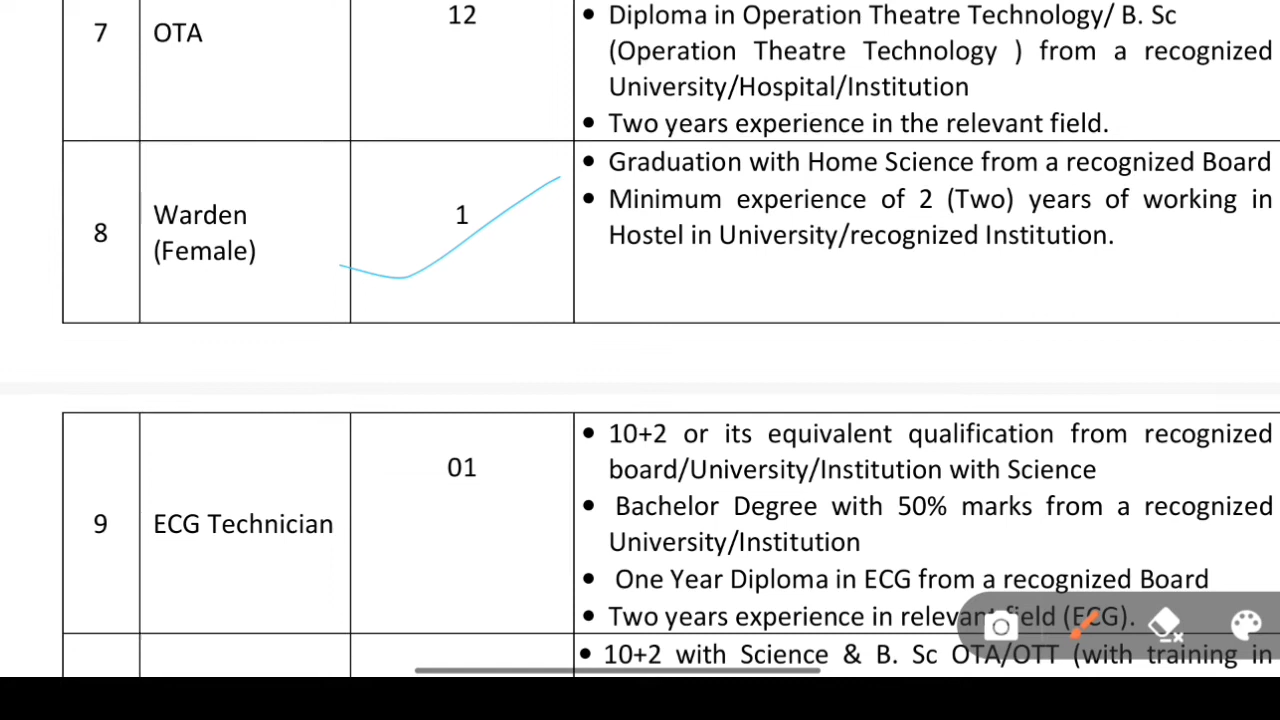 7
OTA
12
• Diploma in Operation Theatre Technology/ B. Sc
(Operation Theatre Technology ) from a recognized
University/Hospital/Institution
• Two years experience in the relevant field.
8
Warden
(Female)
1
• Graduation with Home Science from a recognized Board
• Minimum experience of 2 (Two) years of working in
Hostel in University/recognized Institution.
9
ECG Technician
01
• 10+2 or its equivalent qualification from recognized
board/University/Institution with Science
• Bachelor Degree with 50% marks from a recognized
University/Institution
• One Year Diploma in ECG from a recognized Board
• Two years experience in relevant field (ECG).
• 10+2 with Science & B. Sc OTA/OTT (with training in